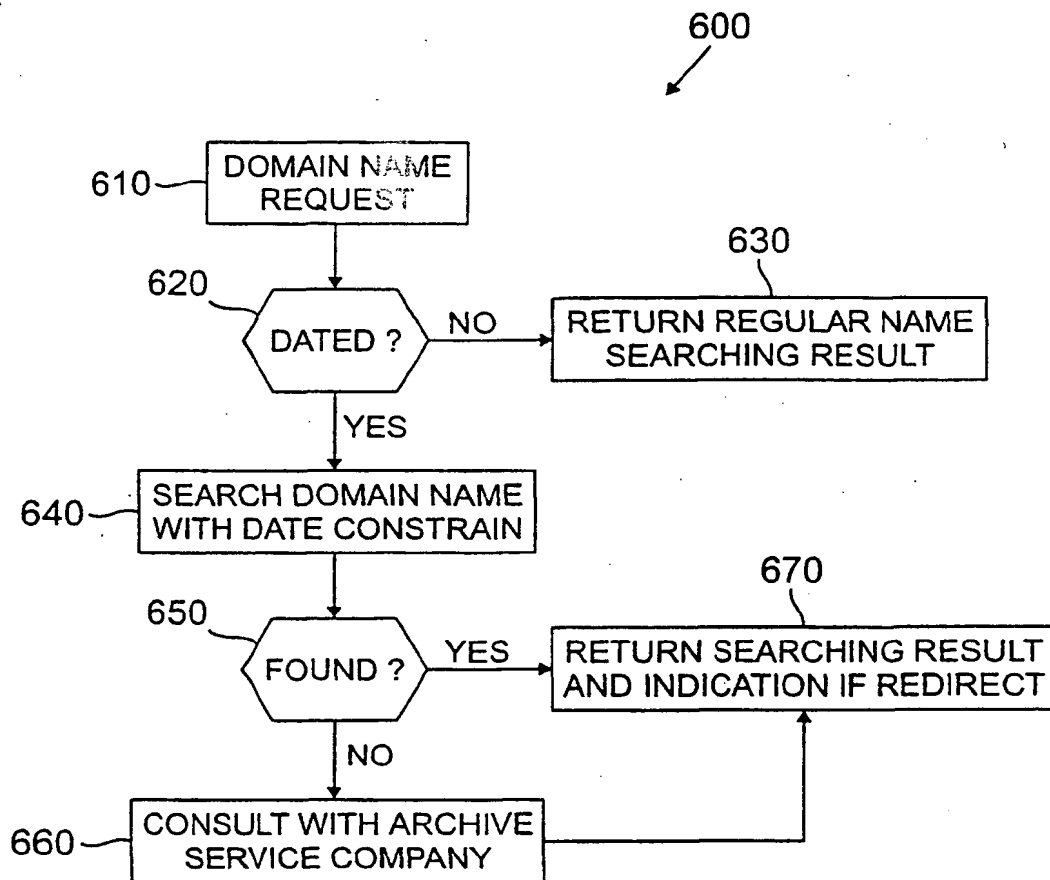 600
610
DOMAIN NAME
REQUEST
620
DATED ?
NO
630
RETURN REGULAR NAME
SEARCHING RESULT
YES
640
SEARCH DOMAIN NAME
WITH DATE CONSTRAIN
650
FOUND ?
YES
670
RETURN SEARCHING RESULT
AND INDICATION IF REDIRECT
NO
660
CONSULT WITH ARCHIVE
SERVICE COMPANY